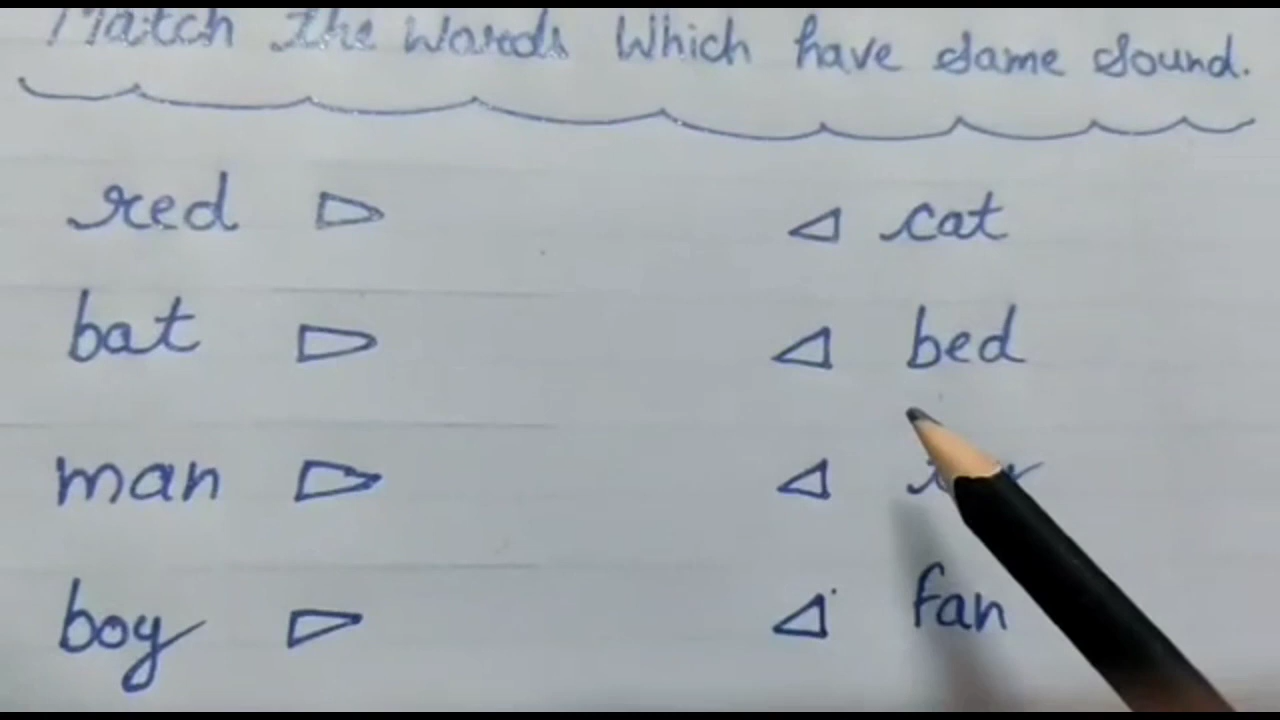 Match the words Which have same sound.
red cat
bat bed
man
boy fan